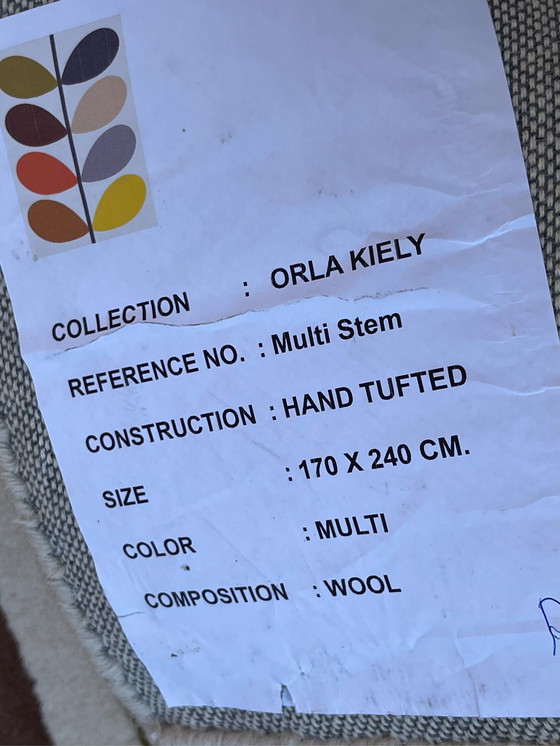 COLLECTION : ORLA KIELY
REFERENCE NO. : Multi Stem
CONSTRUCTION : HAND TUFTED
SIZE : 170 X 240 CM.
COLOR : MULTI
COMPOSITION : WOOL